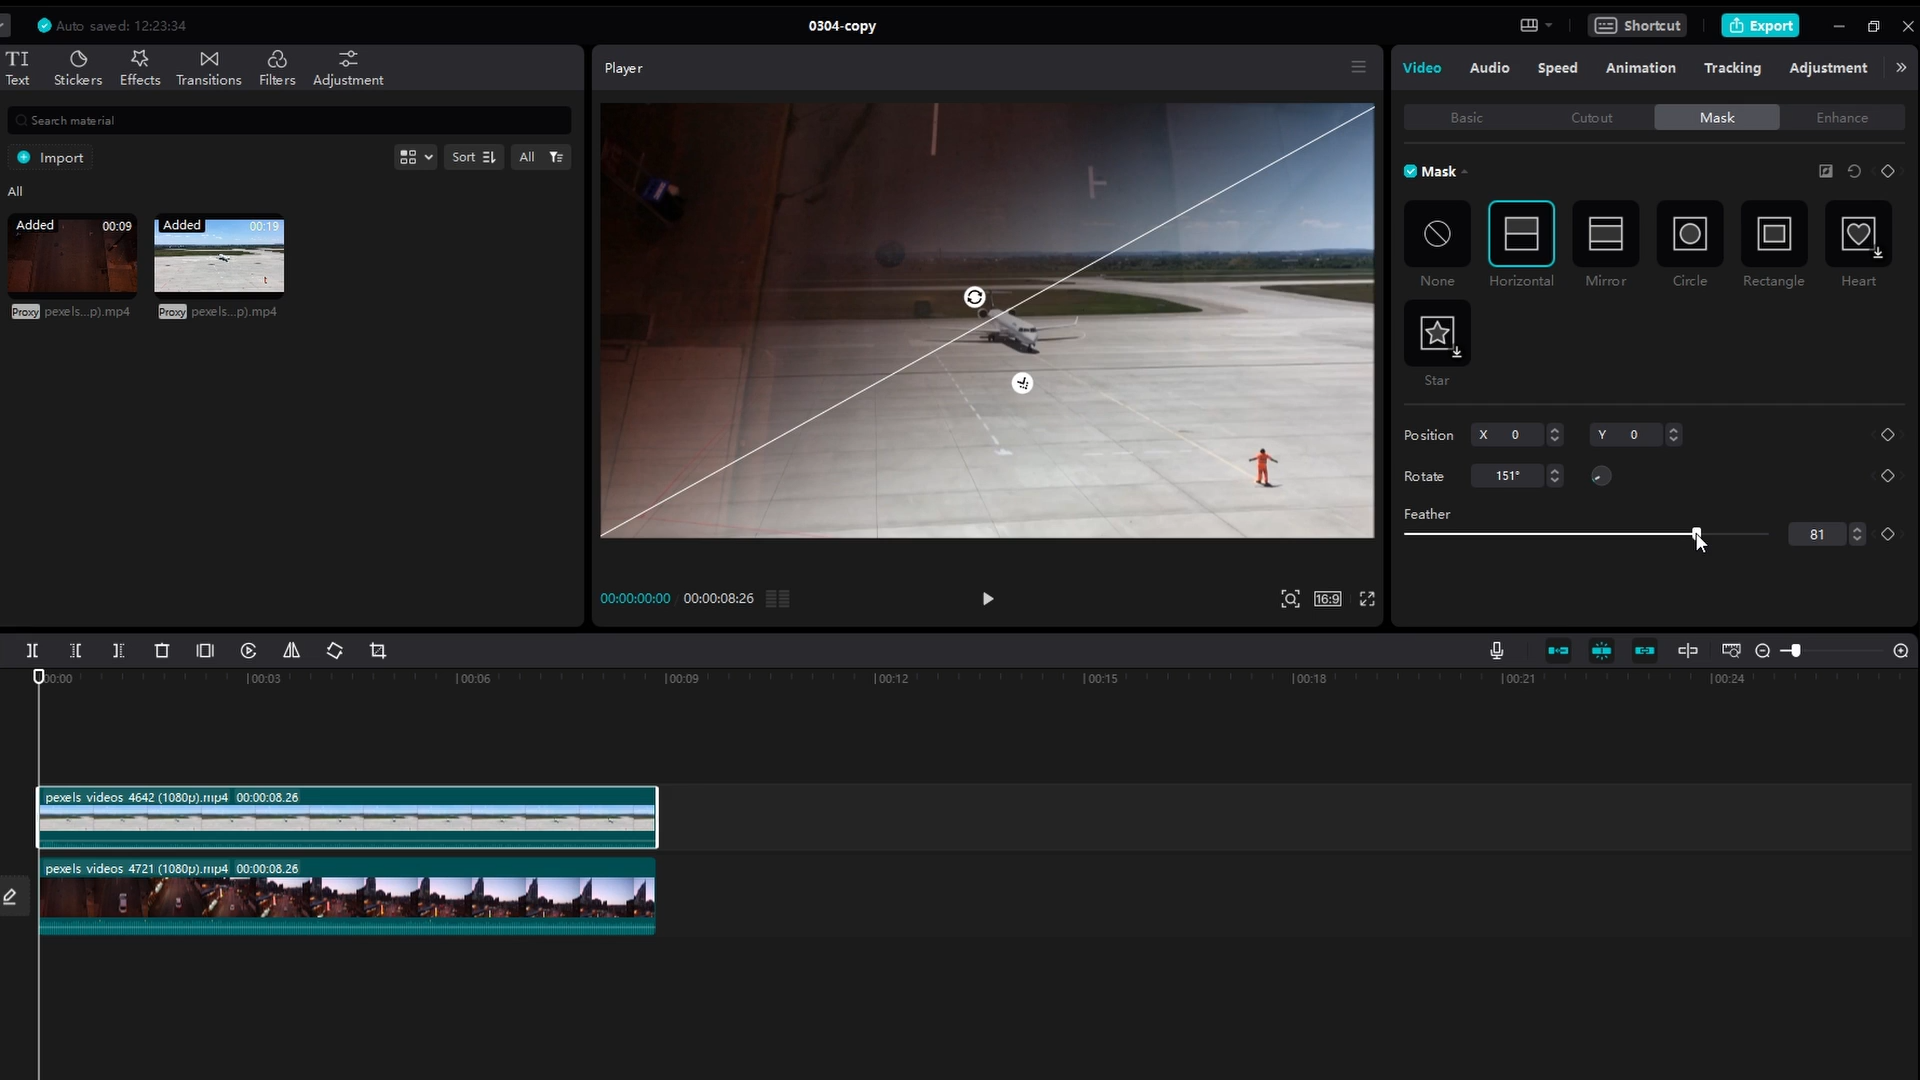 Auto saved: 12:23:34
0304-copy
Shortcut
Export
TI
Text
Stickers
Effects
Transitions
Filters
Adjustment
Search material
Import
Sort
All
All
Added 00:09
Added 00:19
Proxy pexels...p).mp4
Proxy pexels...p).mp4
Player
00:00:00:00 / 00:00:08:26
16:9
Video
Audio
Speed
Animation
Tracking
Adjustment
Basic
Cutout
Mask
Enhance
Mask
None
Horizontal
Mirror
Circle
Rectangle
Heart
Star
Position X 0 Y 0
Rotate 151°
Feather
81
00:00 00:03 00:06 00:09 00:12 00:15 00:18 00:21 00:24
pexels videos 4642 (1080p).mp4 00:00:08:26
pexels videos 4721 (1080p).mp4 00:00:08:26